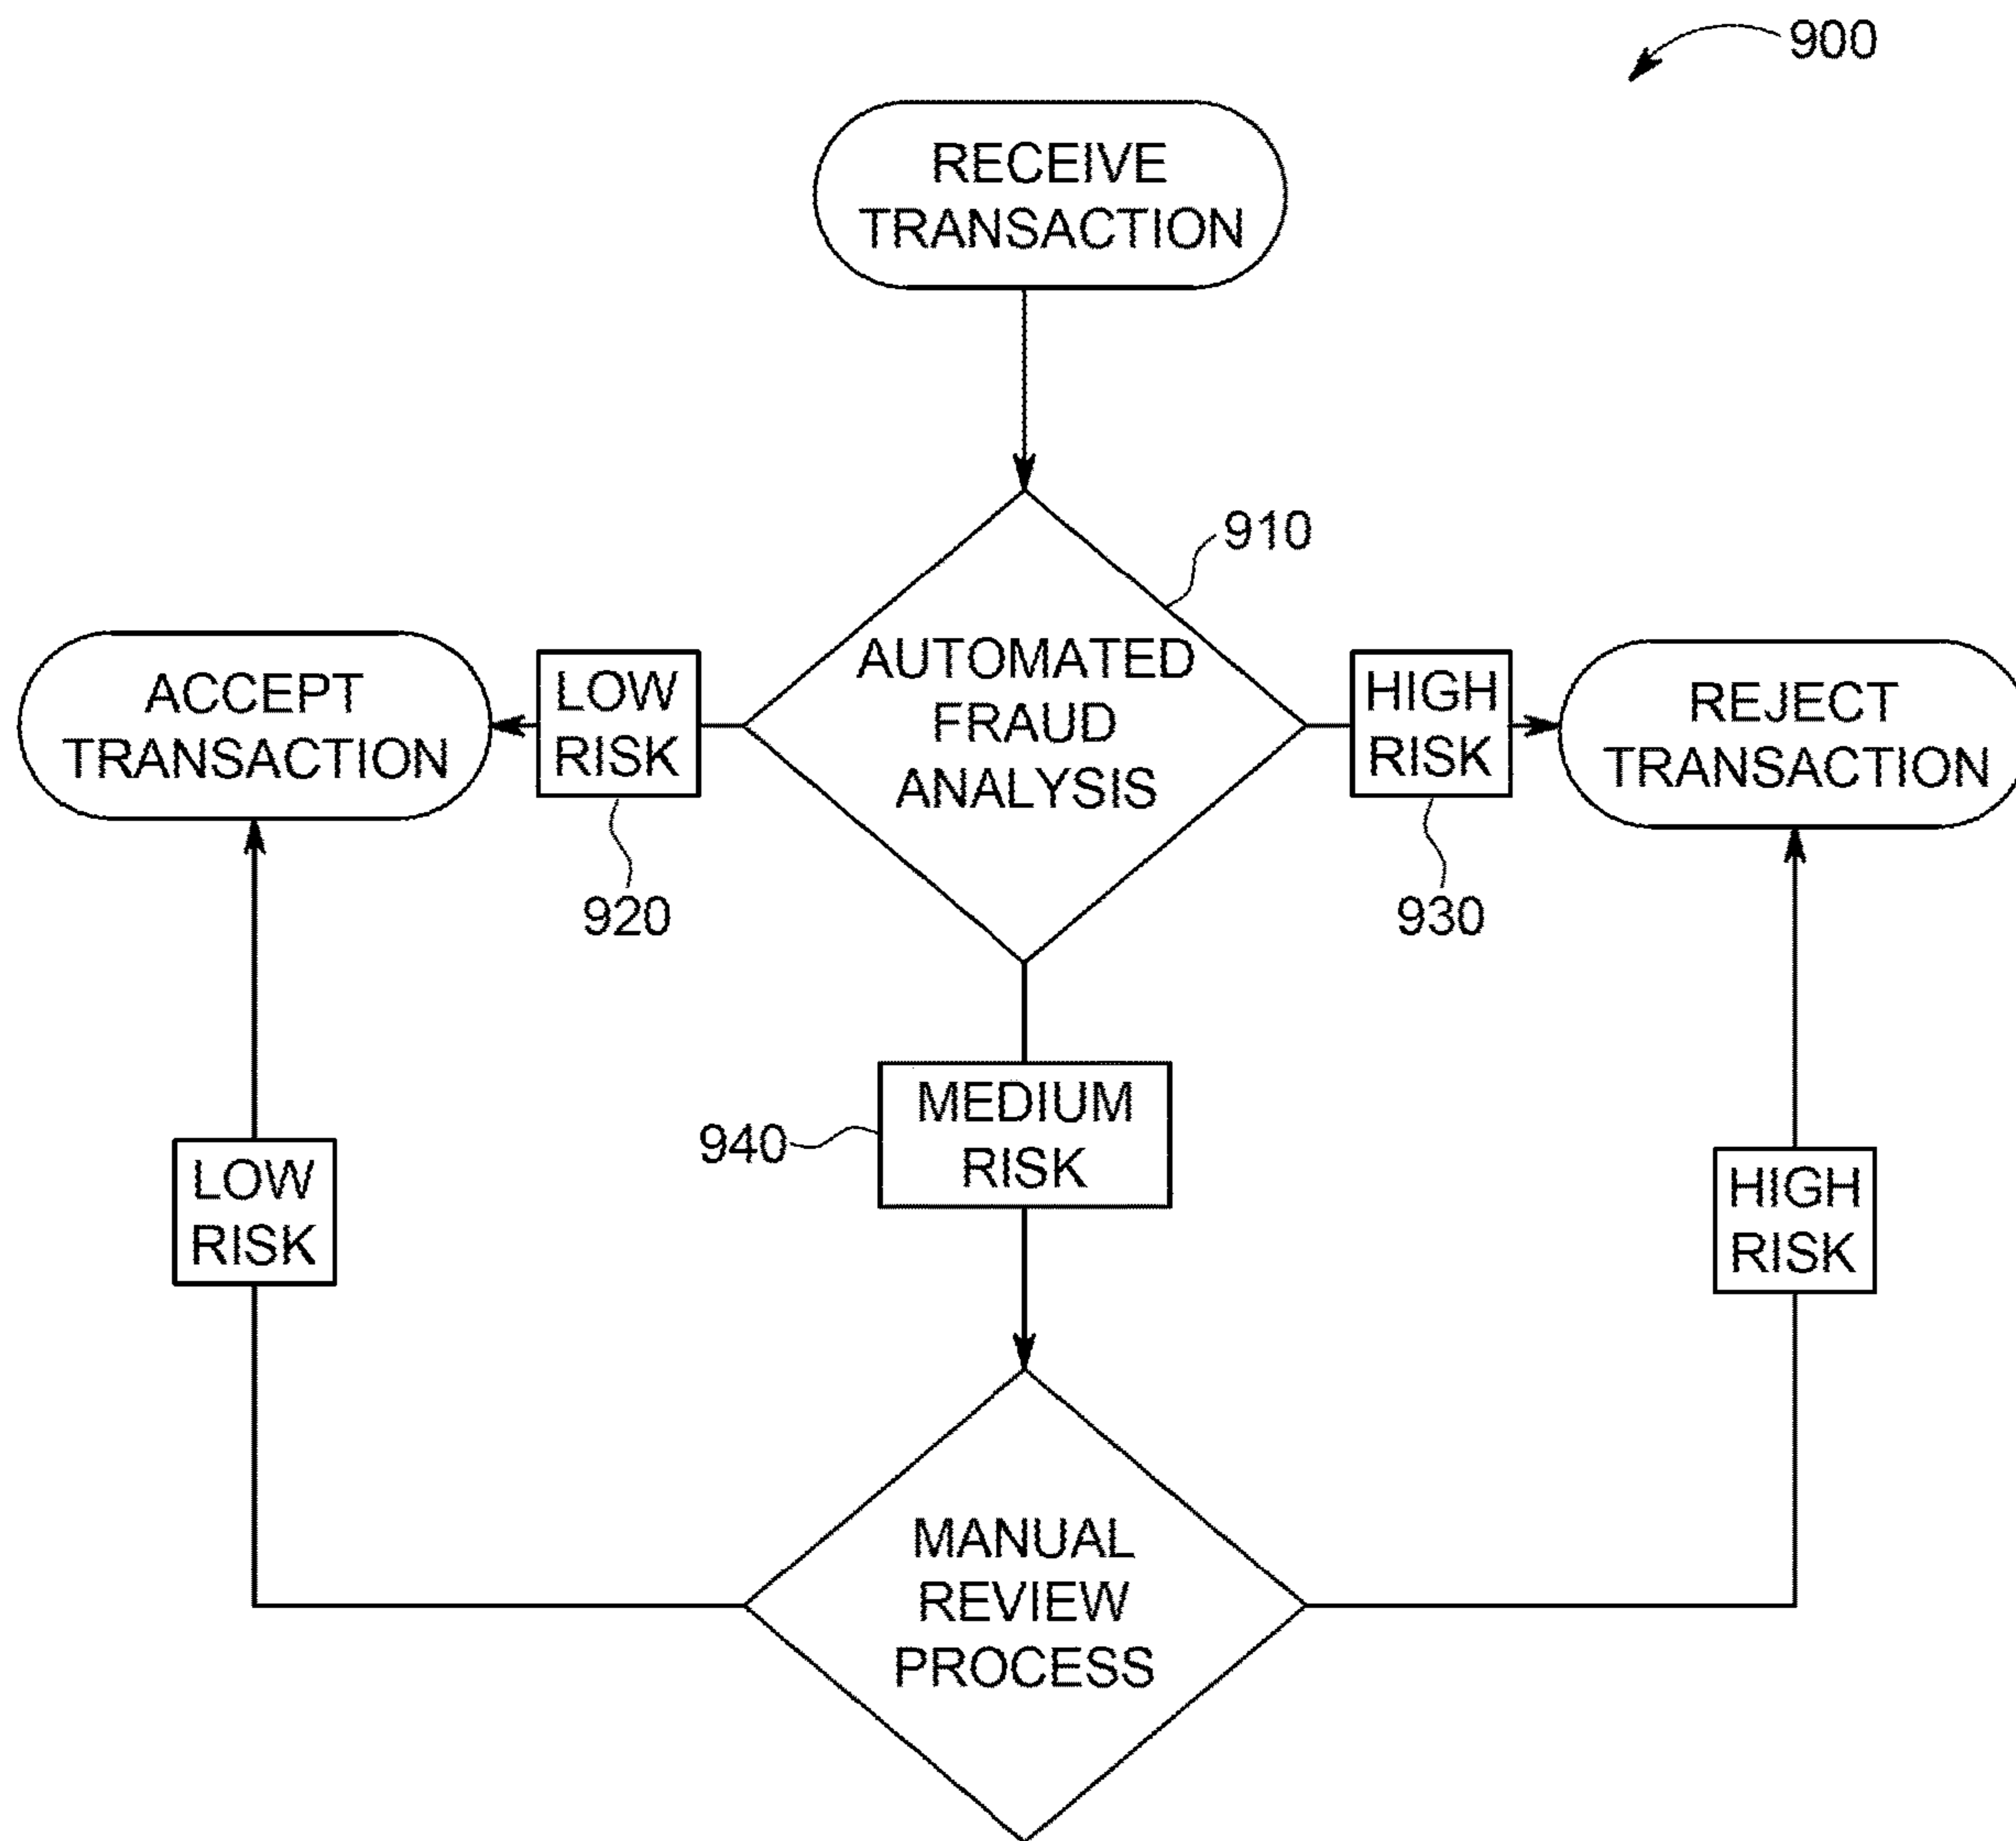 900
RECEIVE
TRANSACTION
910
AUTOMATED
FRAUD
ANALYSIS
ACCEPT
TRANSACTION
LOW
RISK
920
HIGH
RISK
930
REJECT
TRANSACTION
940
MEDIUM
RISK
LOW
RISK
HIGH
RISK
MANUAL
REVIEW
PROCESS